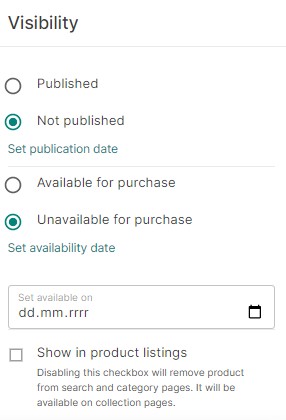 Visibility
Published
Not published
Set publication date
Available for purchase
Unavailable for purchase
Set availability date
Set available on
dd.mm.rrrr
Show in product listings
Disabling this checkbox will remove product
from search and category pages. It will be
available on collection pages.